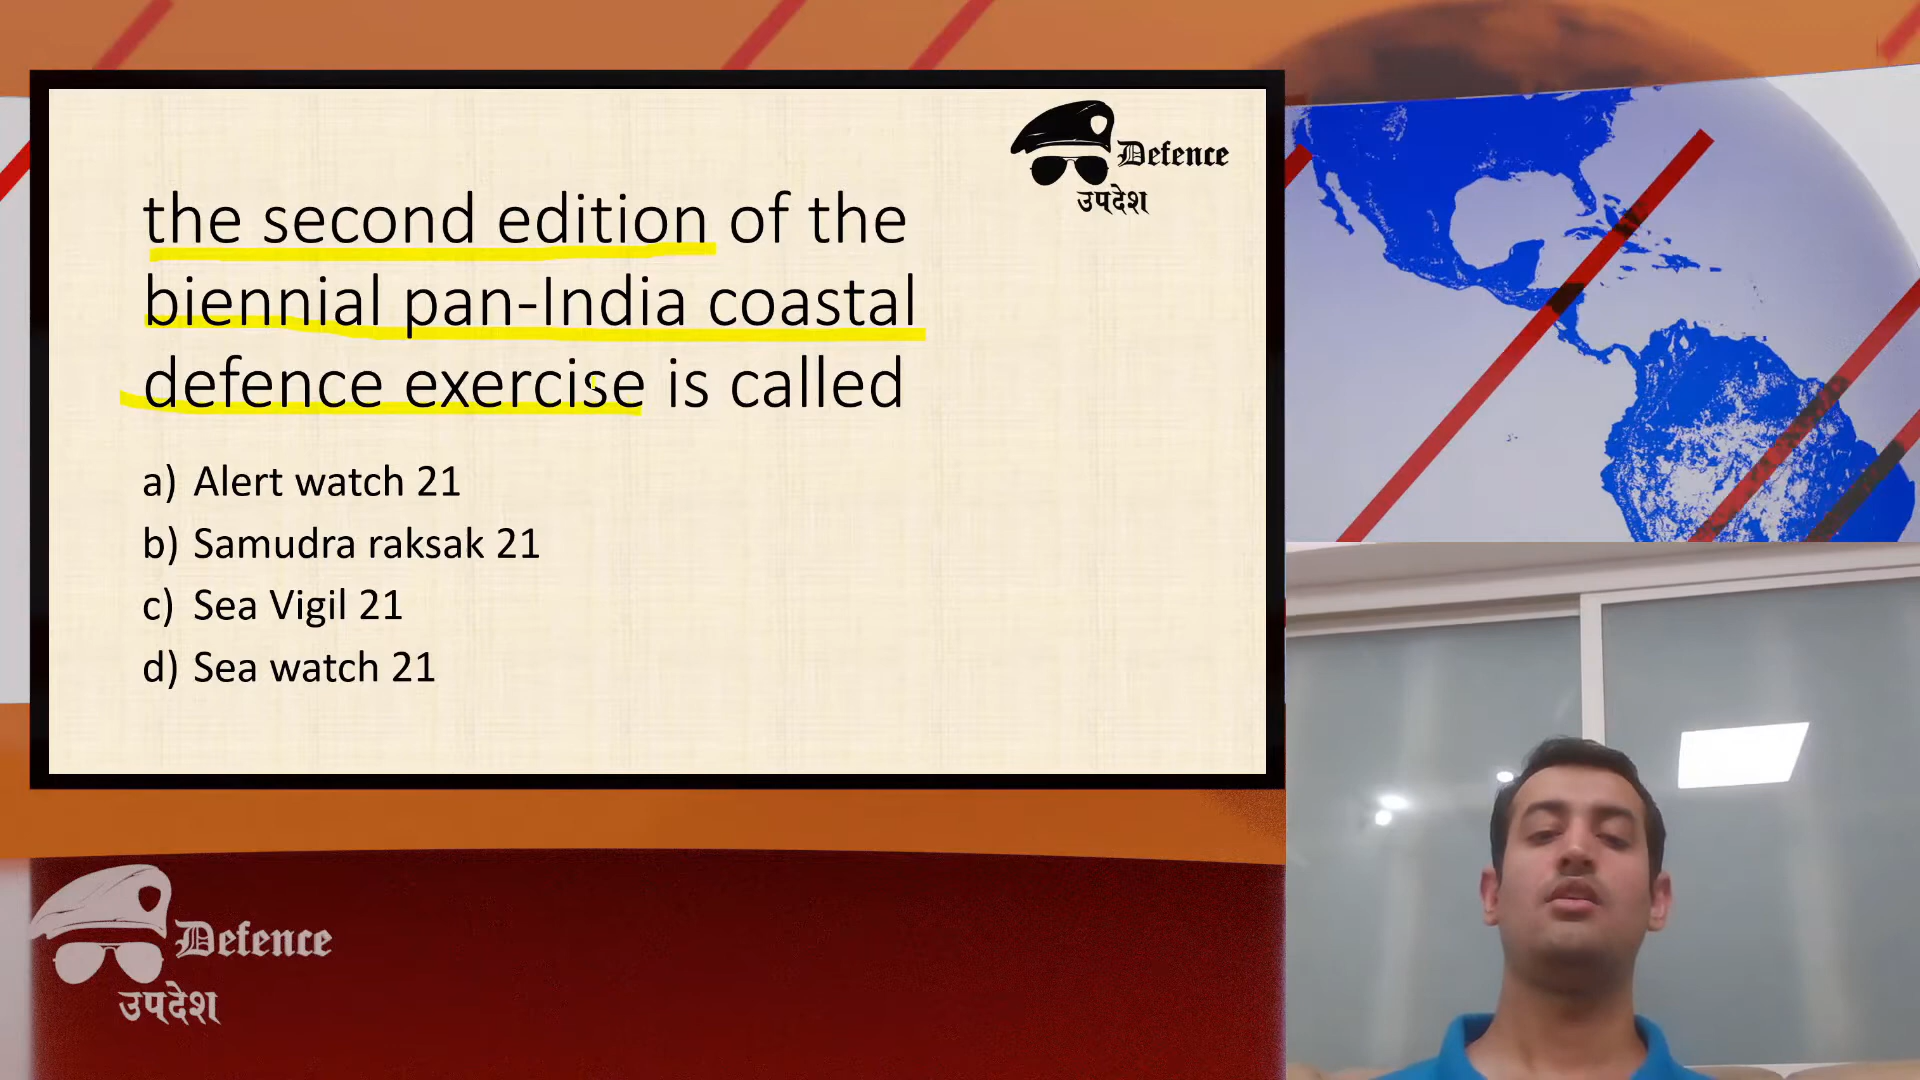 Defence
उपदेश
the second edition of the
biennial pan-India coastal
defence exercise is called
a) Alert watch 21
b) Samudra raksak 21
c) Sea Vigil 21
d) Sea watch 21
Defence
उपदेश